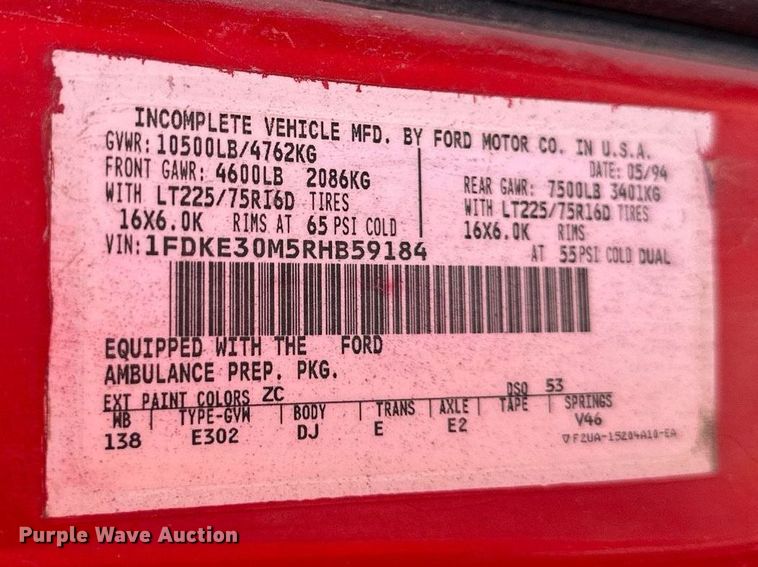 INCOMPLETE VEHICLE MFD. BY FORD MOTOR CO. IN U.S.A.
GVWR: 10500LB/4762KG
DATE: 05/94
FRONT GAWR: 4600LB 2086KG
WITH LT225/75R16D TIRES
16X6.0K RIMS AT 65 PSI COLD
REAR GAWR: 7500LB 3401KG
WITH LT225/75R16D TIRES
16X6.0K RIMS
AT 55PSI COLD DUAL
VIN: 1FDKE30M5RHB59184
EQUIPPED WITH THE FORD
AMBULANCE PREP. PKG.
EXT PAINT COLORS ZC DSO 53
WB TYPE-GVW BODY TRANS AXLE TAPE SPRINGS
138 E302 DJ E E2 V46
F2UA-15204A10-EA
Purple Wave Auction